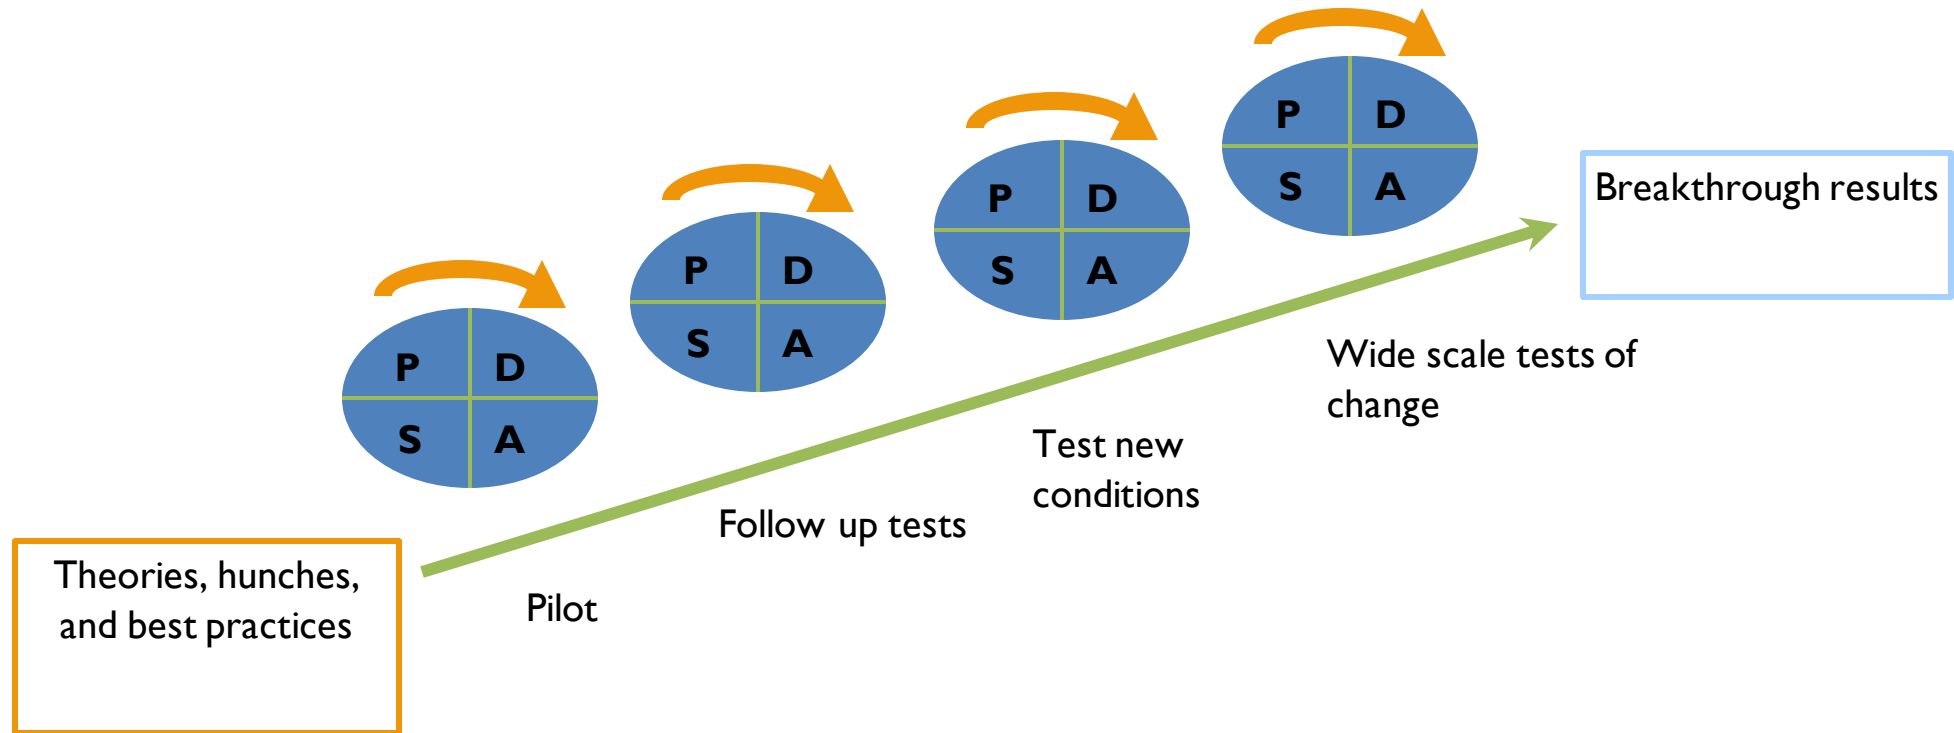 P D
S A
P D
S A
P D
S A
P D
S A
Theories, hunches,
and best practices
Pilot
Follow up tests
Test new
conditions
Wide scale tests of
change
Breakthrough results